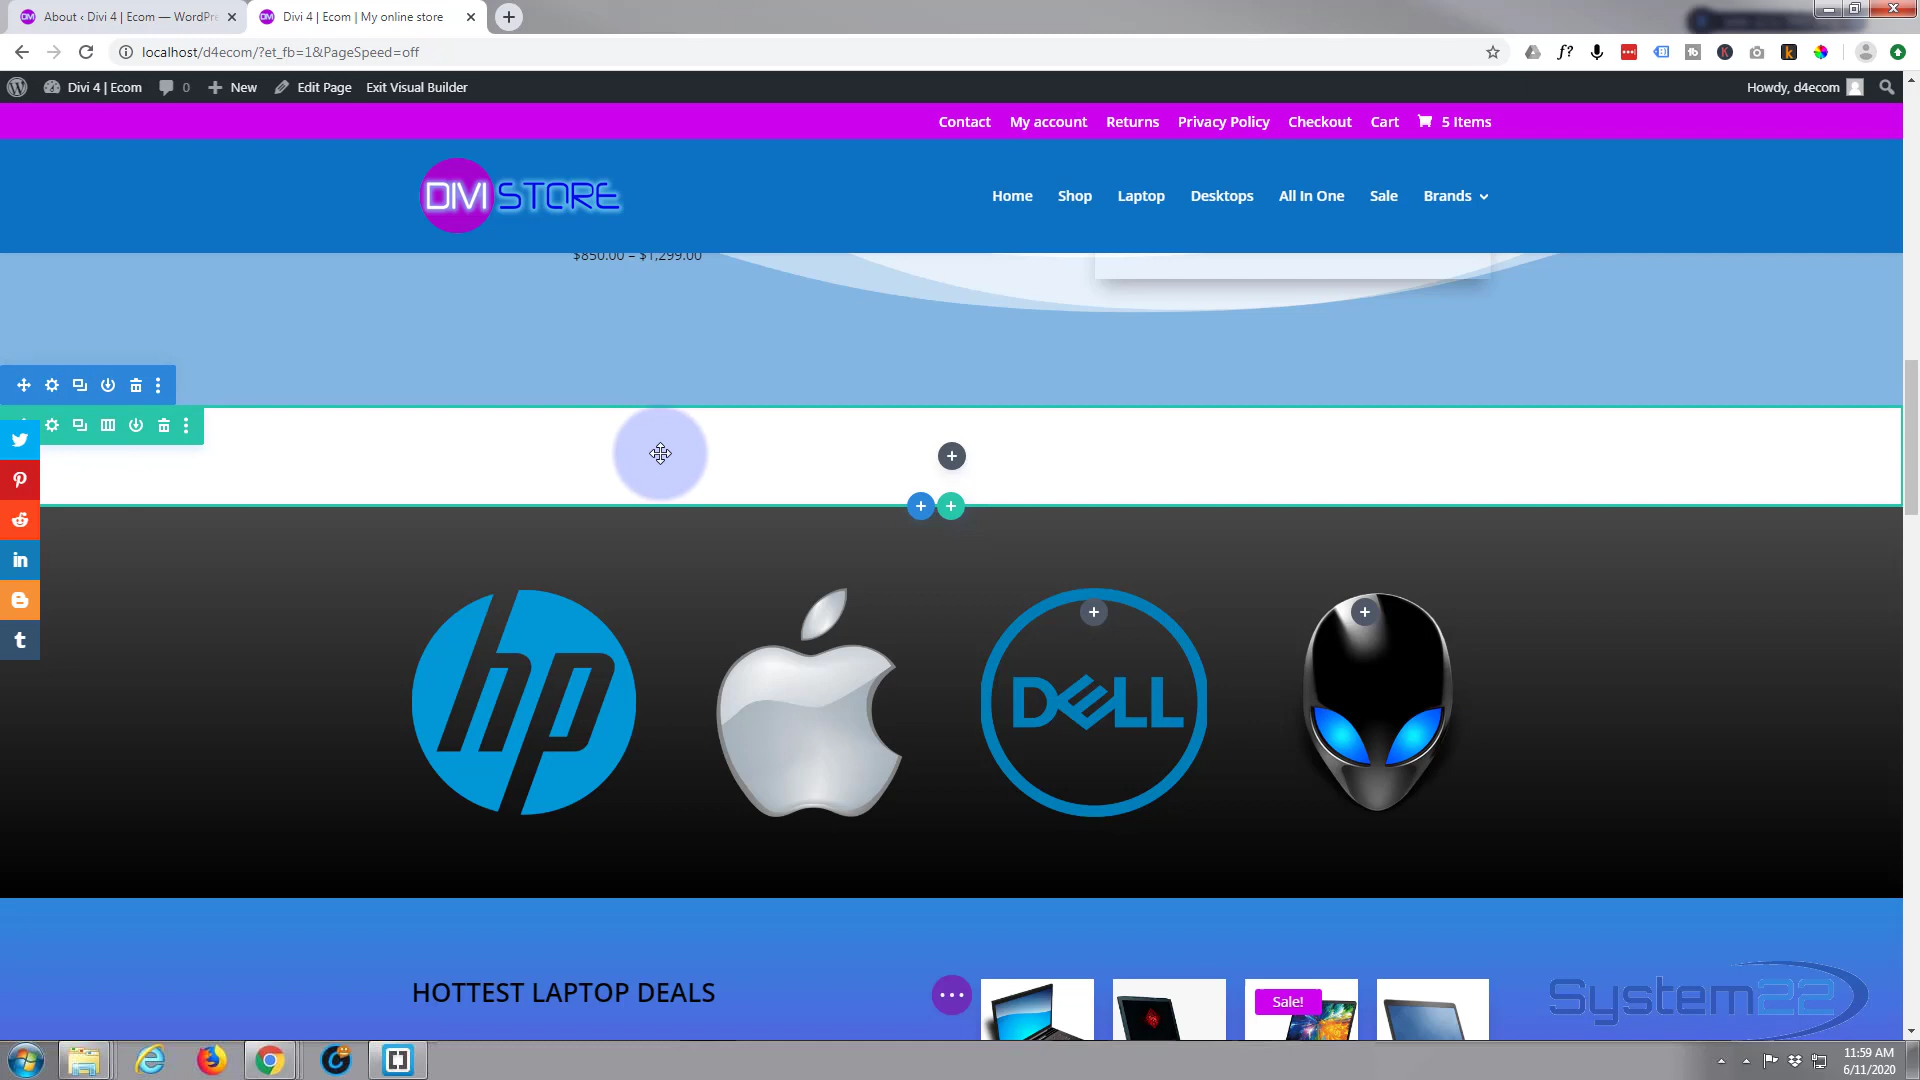 About ‹ Divi 4 | Ecom — WordPre
Divi 4 | Ecom | My online store
localhost/d4ecom/?et_fb=1&PageSpeed=off
Divi 4 | Ecom
0
New
Edit Page
Exit Visual Builder
Howdy, d4ecom
Contact
My account
Returns
Privacy Policy
Checkout
Cart
5 Items
DIVI STORE
Home
Shop
Laptop
Desktops
All In One
Sale
Brands
$850.00 – $1,299.00
hp
DELL
HOTTEST LAPTOP DEALS
Sale!
System22
11:59 AM
6/11/2020